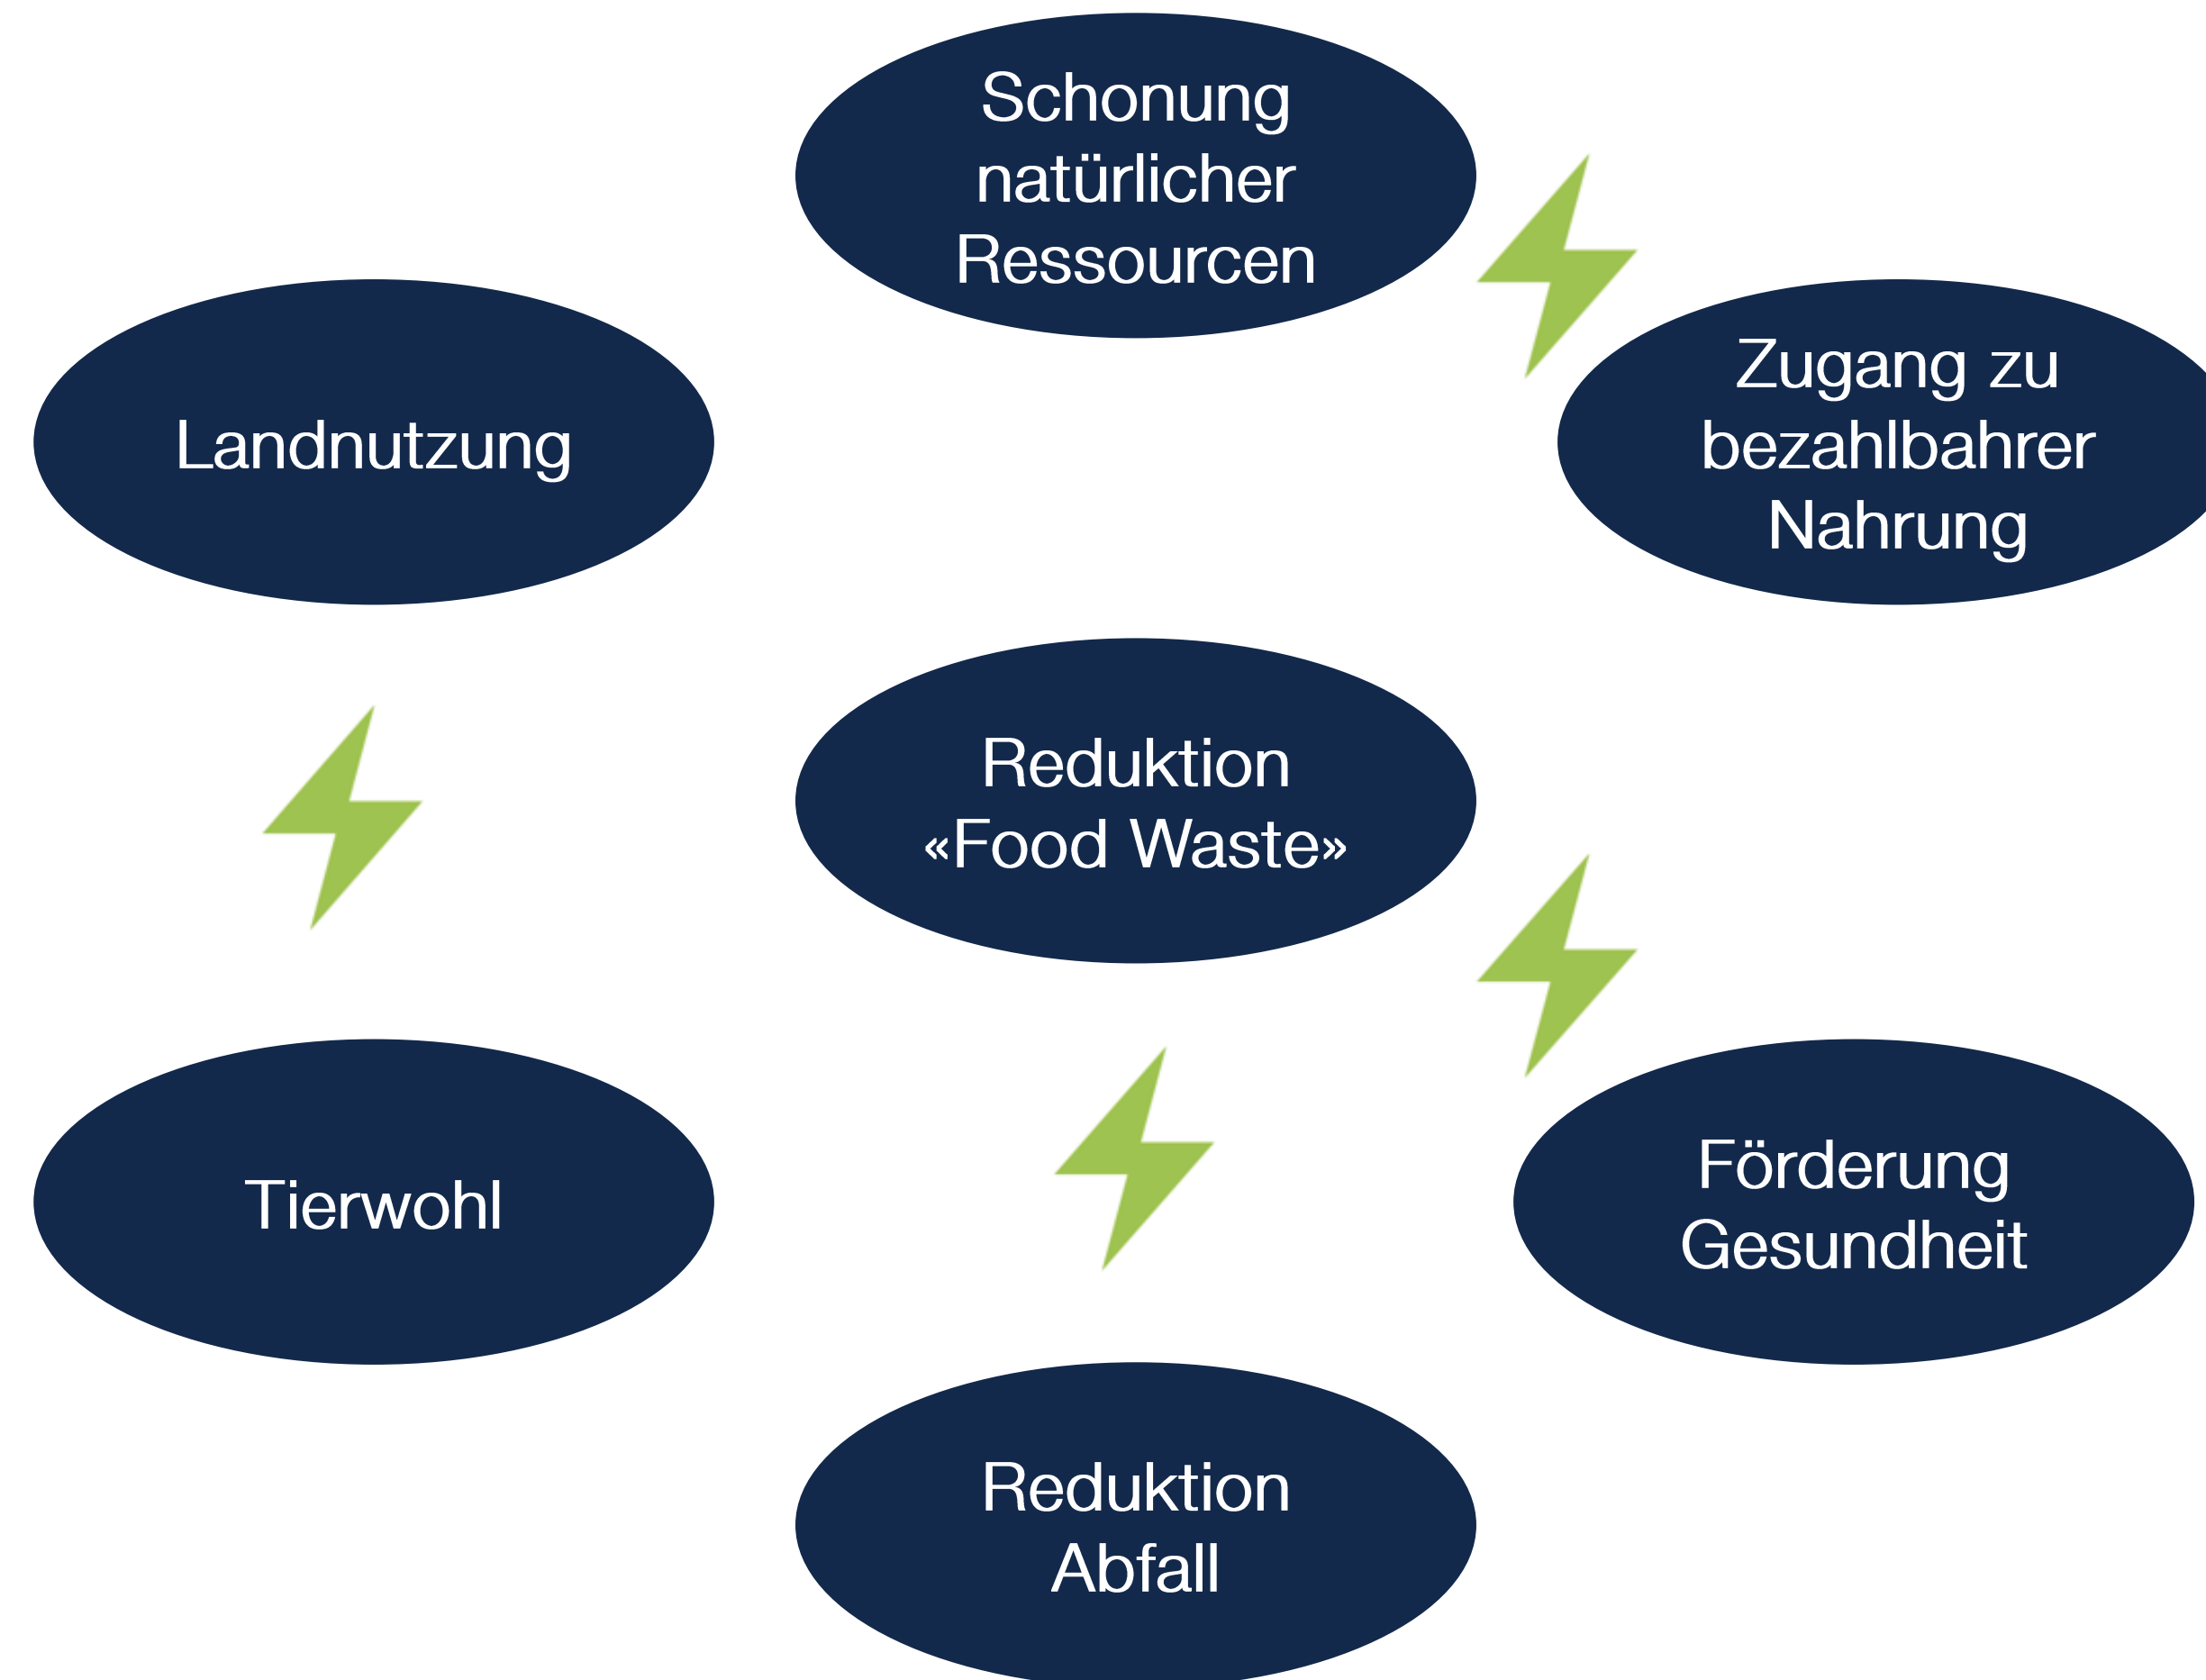 Schonung
natürlicher
Ressourcen
Landnutzung
Zugang zu
bezahlbahrer
Nahrung
Reduktion
«Food Waste»
Tierwohl
Förderung
Gesundheit
Reduktion
Abfall